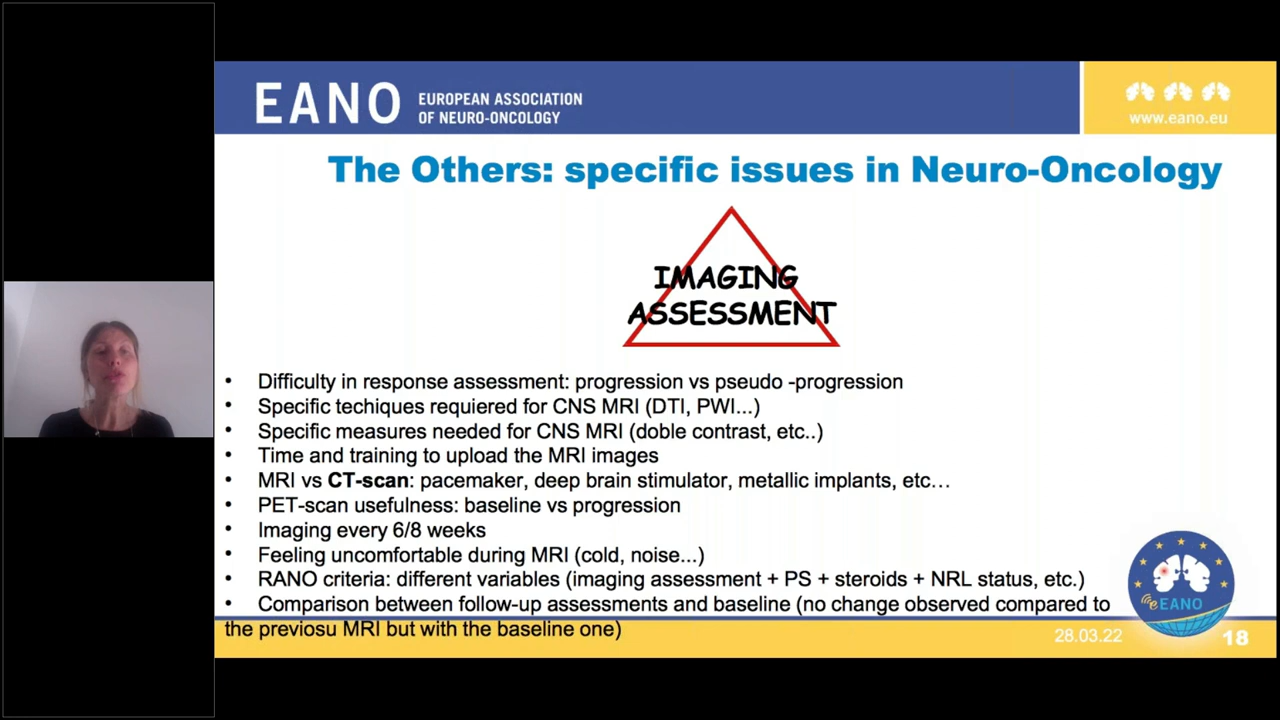 EANO
EUROPEAN ASSOCIATION
OF NEURO-ONCOLOGY
www.eano.eu
The Others: specific issues in Neuro-Oncology
IMAGING
ASSESSMENT
• Difficulty in response assessment: progression vs pseudo -progression
• Specific techiques requiered for CNS MRI (DTI, PWI...)
• Specific measures needed for CNS MRI (doble contrast, etc..)
• Time and training to upload the MRI images
• MRI vs CT-scan: pacemaker, deep brain stimulator, metallic implants, etc…
• PET-scan usefulness: baseline vs progression
• Imaging every 6/8 weeks
• Feeling uncomfortable during MRI (cold, noise...)
• RANO criteria: different variables (imaging assessment + PS + steroids + NRL status, etc.)
• Comparison between follow-up assessments and baseline (no change observed compared to
the previosu MRI but with the baseline one)
eEANO
28.03.22
18